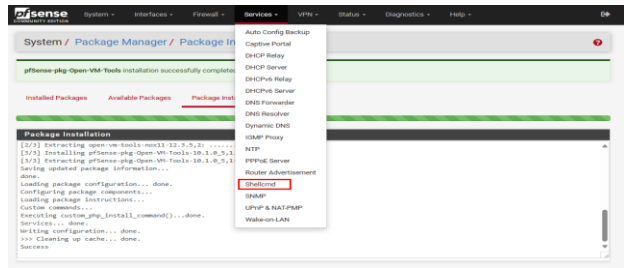 pfsense System Interfaces Firewall Services VPN Status Diagnostics Help
COMMUNITY EDITION
System / Package Manager / Package In
pfSense-pkg-Open-VM-Tools installation successfully complete
Installed Packages Available Packages Package Inst
Package Installation
[2/3] Extracting open-vm-tools-nox11-12.3.5,2: ......
[3/3] Installing pfSense-pkg-Open-VM-Tools-10.1.0_5,1
[3/3] Extracting pfSense-pkg-Open-VM-Tools-10.1.0_5,1
Saving updated package information...
done.
Loading package configuration... done.
Configuring package components...
Loading package instructions...
Custom commands...
Executing custom_php_install_command()...done.
Services... done.
Writing configuration... done.
>>> Cleaning up cache... done.
Success
Auto Config Backup
Captive Portal
DHCP Relay
DHCP Server
DHCPv6 Relay
DHCPv6 Server
DNS Forwarder
DNS Resolver
Dynamic DNS
IGMP Proxy
NTP
PPPoE Server
Router Advertisement
Shellcmd
SNMP
UPnP & NAT-PMP
Wake-on-LAN